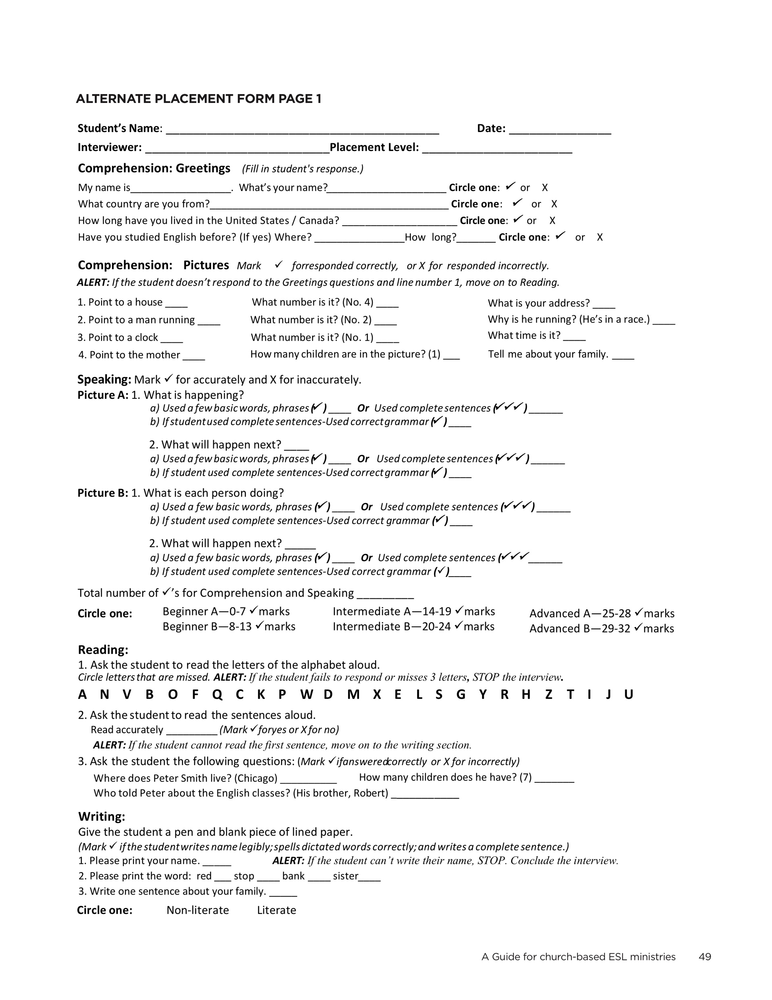 ALTERNATE PLACEMENT FORM PAGE 1
Student’s Name: ________________________________________ Date: _______________
Interviewer: ___________________________Placement Level: ______________________
Comprehension: Greetings (Fill in student's response.)
My name is__________________. What’s your name?_____________________ Circle one: ✓ or X
What country are you from?___________________________________________ Circle one: ✓ or X
How long have you lived in the United States / Canada? ____________________ Circle one: ✓ or X
Have you studied English before? (If yes) Where? ________________How long?_______ Circle one: ✓ or X
Comprehension: Pictures Mark ✓ forresponded correctly, or X for responded incorrectly.
ALERT: If the student doesn’t respond to the Greetings questions and line number 1, move on to Reading.
1. Point to a house ____ What number is it? (No. 4) ____ What is your address? ____
2. Point to a man running ____ What number is it? (No. 2) ____ Why is he running? (He’s in a race.) ____
3. Point to a clock ____ What number is it? (No. 1) ____ What time is it? ____
4. Point to the mother ____ How many children are in the picture? (1) ___ Tell me about your family. ____
Speaking: Mark ✓ for accurately and X for inaccurately.
Picture A: 1. What is happening?
a) Used a few basic words, phrases (✓) ____ Or Used complete sentences (✓✓✓) ______
b) If student used complete sentences-Used correct grammar (✓) ____
2. What will happen next? ____
a) Used a few basic words, phrases (✓) ____ Or Used complete sentences (✓✓✓) ______
b) If student used complete sentences-Used correct grammar (✓) ____
Picture B: 1. What is each person doing?
a) Used a few basic words, phrases (✓) ____ Or Used complete sentences (✓✓✓) ______
b) If student used complete sentences-Used correct grammar (✓) ____
2. What will happen next? _____
a) Used a few basic words, phrases (✓) ____ Or Used complete sentences (✓✓✓______
b) If student used complete sentences-Used correct grammar (✓)____
Total number of ✓’s for Comprehension and Speaking _________
Circle one: Beginner A—0-7 ✓marks Intermediate A—14-19 ✓marks Advanced A—25-28 ✓marks
Beginner B—8-13 ✓marks Intermediate B—20-24 ✓marks Advanced B—29-32 ✓marks
Reading:
1. Ask the student to read the letters of the alphabet aloud.
Circle letters that are missed. ALERT: If the student fails to respond or misses 3 letters, STOP the interview.
A N V B O F Q C K P W D M X E L S G Y R H Z T I J U
2. Ask the student to read the sentences aloud.
Read accurately _________ (Mark ✓foryes or X for no)
ALERT: If the student cannot read the first sentence, move on to the writing section.
3. Ask the student the following questions: (Mark ✓ifansweredcorrectly or X for incorrectly)
Where does Peter Smith live? (Chicago) __________ How many children does he have? (7) _______
Who told Peter about the English classes? (His brother, Robert) ____________
Writing:
Give the student a pen and blank piece of lined paper.
(Mark ✓ if the student writes name legibly; spells dictated words correctly; and writes a complete sentence.)
1. Please print your name. _____ ALERT: If the student can’t write their name, STOP. Conclude the interview.
2. Please print the word: red ___ stop ____ bank ____ sister____
3. Write one sentence about your family. _____
Circle one: Non-literate Literate
A Guide for church-based ESL ministries 49